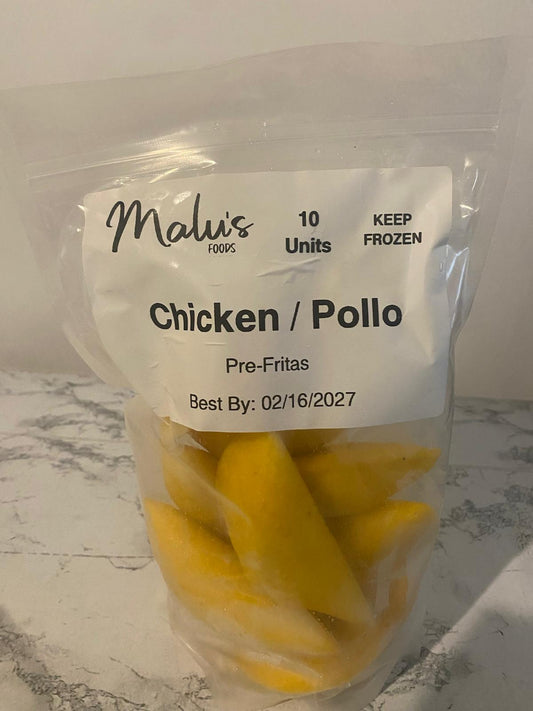 Malu's
FOODS
10
Units
KEEP
FROZEN
Chicken / Pollo
Pre-Fritas
Best By: 02/16/2027